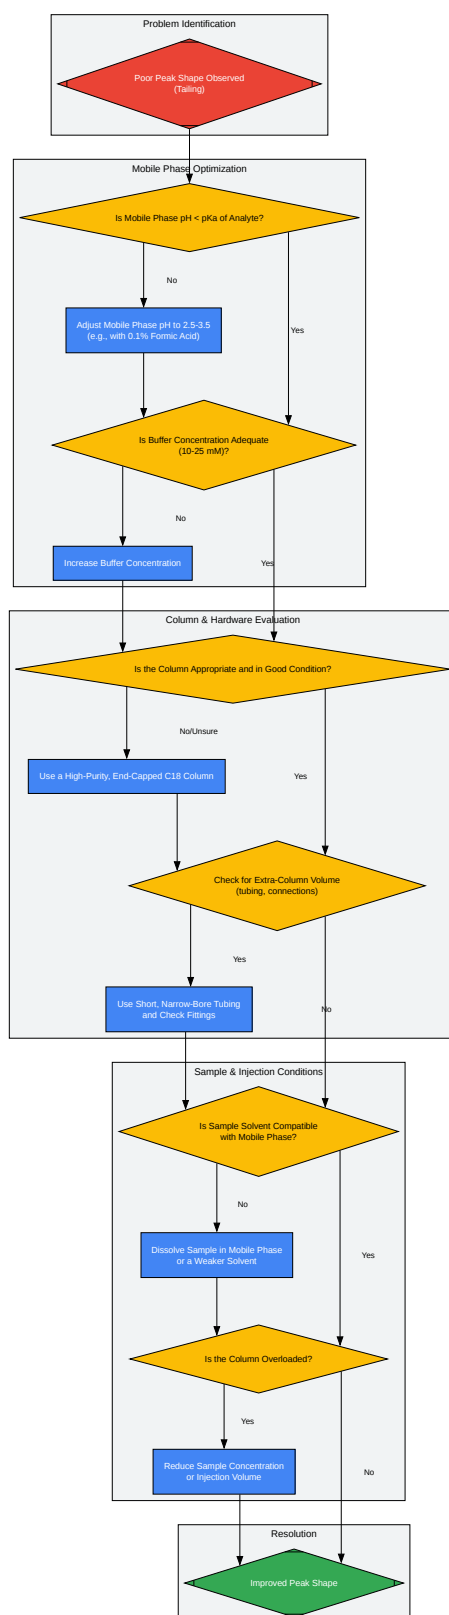 Problem Identification
Poor Peak Shape Observed
(Tailing)
Mobile Phase Optimization
Is Mobile Phase pH < pKa of Analyte?
No
Adjust Mobile Phase pH to 2.5-3.5
(e.g., with 0.1% Formic Acid)
Yes
Is Buffer Concentration Adequate
(10-25 mM)?
No
Increase Buffer Concentration
Yes
Column & Hardware Evaluation
Is the Column Appropriate and in Good Condition?
No/Unsure
Use a High-Purity, End-Capped C18 Column
Yes
Check for Extra-Column Volume
(tubing, connections)
Yes
Use Short, Narrow-Bore Tubing
and Check Fittings
No
Sample & Injection Conditions
Is Sample Solvent Compatible
with Mobile Phase?
No
Dissolve Sample in Mobile Phase
or a Weaker Solvent
Yes
Is the Column Overloaded?
Yes
Reduce Sample Concentration
or Injection Volume
No
Resolution
Improved Peak Shape